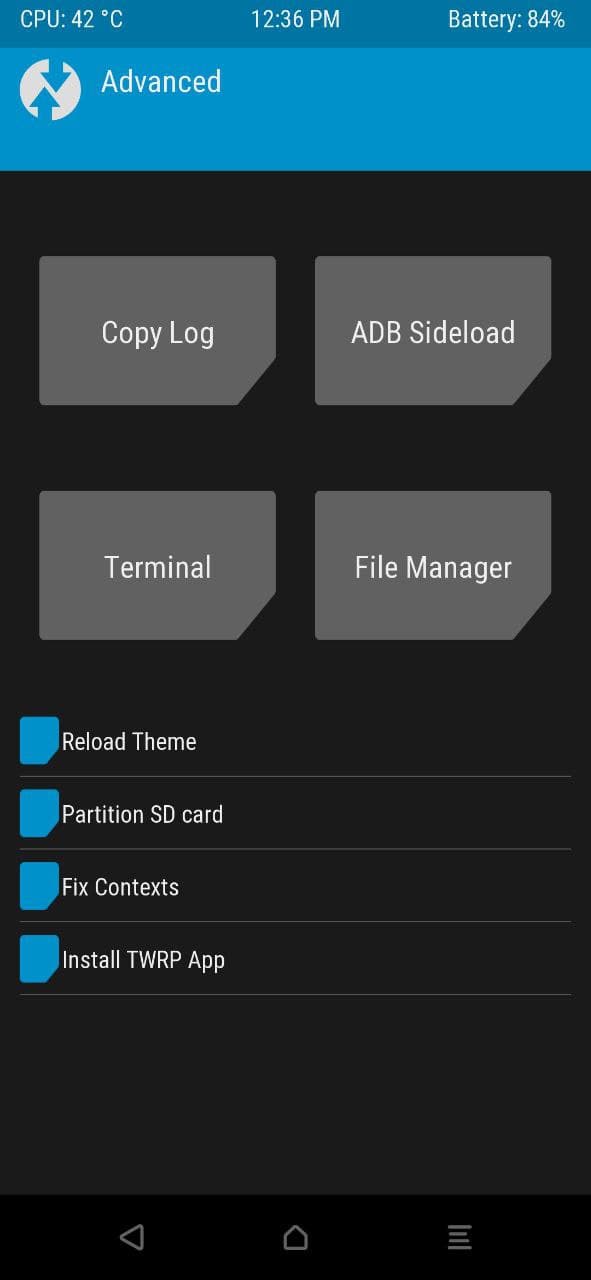 CPU: 42 °C 12:36 PM Battery: 84%
Advanced
Copy Log ADB Sideload
Terminal File Manager
Reload Theme
Partition SD card
Fix Contexts
Install TWRP App